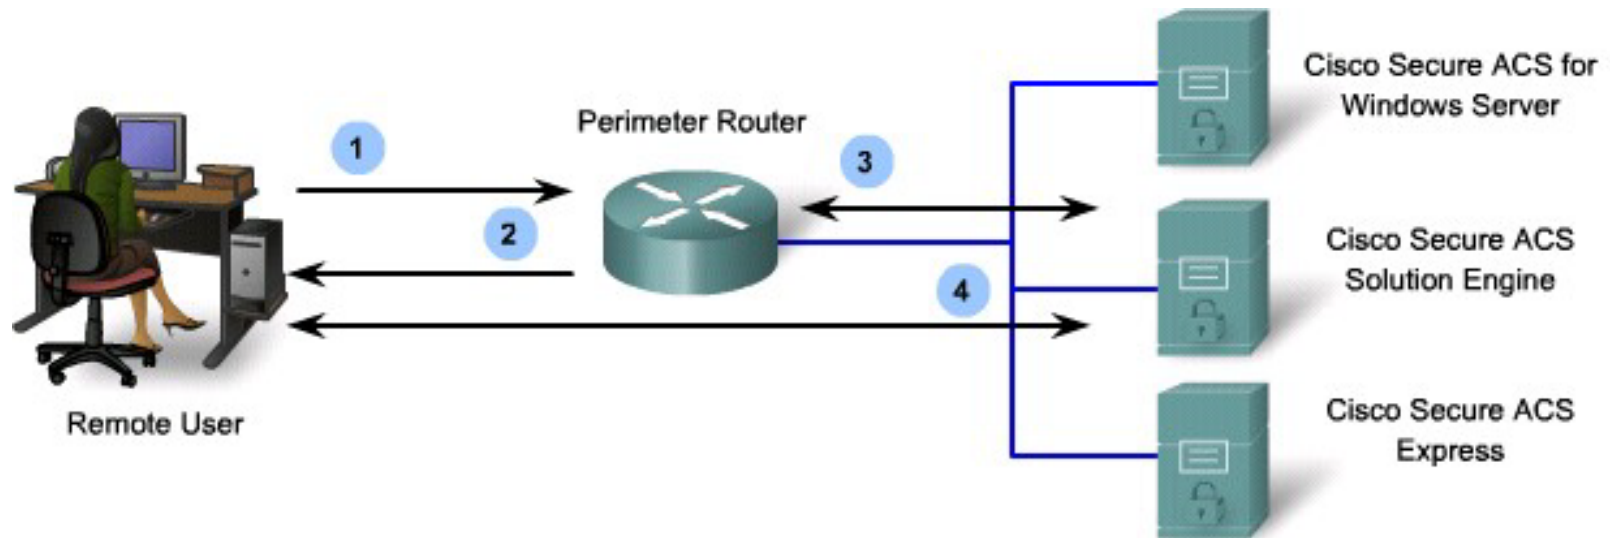 Cisco Secure ACS for
Windows Server
Perimeter Router
1
3
2
Cisco Secure ACS
Solution Engine
4
Remote User
Cisco Secure ACS
Express